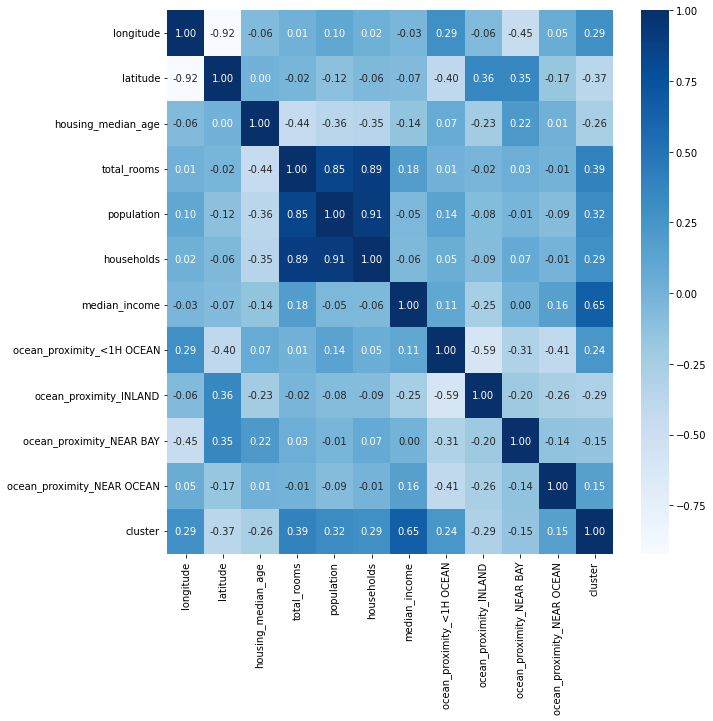 longitude 1.00 -0.92 -0.06 0.01 0.10 0.02 -0.03 0.29 -0.06 -0.45 0.05 0.29
latitude -0.92 1.00 0.00 -0.02 -0.12 -0.06 -0.07 -0.40 0.36 0.35 -0.17 -0.37
housing_median_age -0.06 0.00 1.00 -0.44 -0.36 -0.35 -0.14 0.07 -0.23 0.22 0.01 -0.26
total_rooms 0.01 -0.02 -0.44 1.00 0.85 0.89 0.18 0.01 -0.02 0.03 -0.01 0.39
population 0.10 -0.12 -0.36 0.85 1.00 0.91 -0.05 0.14 -0.08 -0.01 -0.09 0.32
households 0.02 -0.06 -0.35 0.89 0.91 1.00 -0.06 0.05 -0.09 0.07 -0.01 0.29
median_income -0.03 -0.07 -0.14 0.18 -0.05 -0.06 1.00 0.11 -0.25 0.00 0.16 0.65
ocean_proximity_<1H OCEAN 0.29 -0.40 0.07 0.01 0.14 0.05 0.11 1.00 -0.59 -0.31 -0.41 0.24
ocean_proximity_INLAND -0.06 0.36 -0.23 -0.02 -0.08 -0.09 -0.25 -0.59 1.00 -0.20 -0.26 -0.29
ocean_proximity_NEAR BAY -0.45 0.35 0.22 0.03 -0.01 0.07 0.00 -0.31 -0.20 1.00 -0.14 -0.15
ocean_proximity_NEAR OCEAN 0.05 -0.17 0.01 -0.01 -0.09 -0.01 0.16 -0.41 -0.26 -0.14 1.00 0.15
cluster 0.29 -0.37 -0.26 0.39 0.32 0.29 0.65 0.24 -0.29 -0.15 0.15 1.00
longitude
latitude
housing_median_age
total_rooms
population
households
median_income
ocean_proximity_<1H OCEAN
ocean_proximity_INLAND
ocean_proximity_NEAR BAY
ocean_proximity_NEAR OCEAN
cluster
1.00
0.75
0.50
0.25
0.00
−0.25
−0.50
−0.75